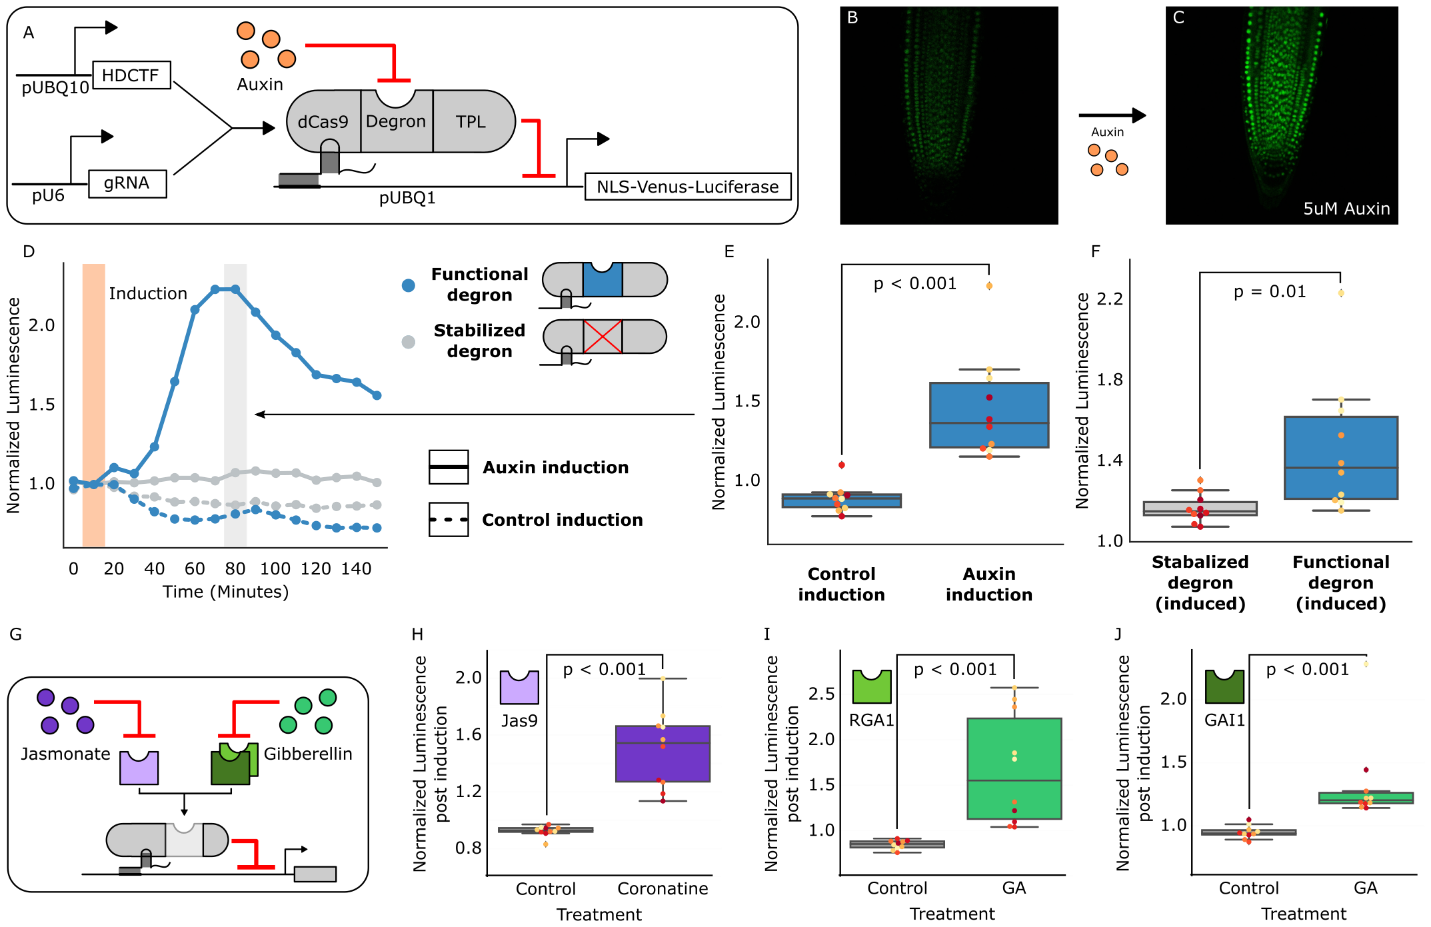 A
pUBQ10
HDCTF
pU6
gRNA
Auxin
dCas9
Degron
TPL
pUBQ1
NLS-Venus-Luciferase
B
Auxin
C
5uM Auxin
D
Normalized Luminescence
2.0
1.5
1.0
Induction
0 20 40 60 80 100 120 140
Time (Minutes)
Functional
degron
Stabilized
degron
Auxin induction
Control induction
E
Normalized Luminescence
2.0
1.5
1.0
p < 0.001
Control
induction
Auxin
induction
F
Normalized Luminescence
2.2
1.8
1.4
1.0
p = 0.01
Stabalized
degron
(induced)
Functional
degron
(induced)
G
Jasmonate
Gibberellin
H
Normalized Luminescence
post induction
2.0
1.6
1.2
0.8
Jas9
p < 0.001
Control
Coronatine
Treatment
I
Normalized Luminescence
post induction
2.5
2.0
1.5
1.0
RGA1
p < 0.001
Control
GA
Treatment
J
Normalized Luminescence
post induction
2.0
1.5
1.0
GAI1
p < 0.001
Control
GA
Treatment